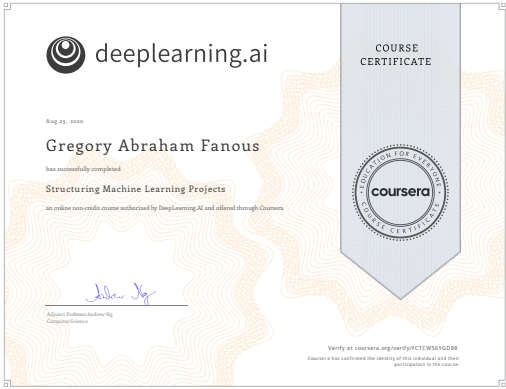 deeplearning.ai
COURSE
CERTIFICATE
Aug 23, 2020
Gregory Abraham Fanous
has successfully completed
Structuring Machine Learning Projects
an online non-credit course authorized by DeepLearning.AI and offered through Coursera
EDUCATION FOR EVERYONE
coursera
COURSE CERTIFICATE
Andrew Ng
Adjunct Professor Andrew Ng
Computer Science
Verify at coursera.org/verify/FCTCW56YGDBB
Coursera has confirmed the identity of this individual and their
participation in the course.